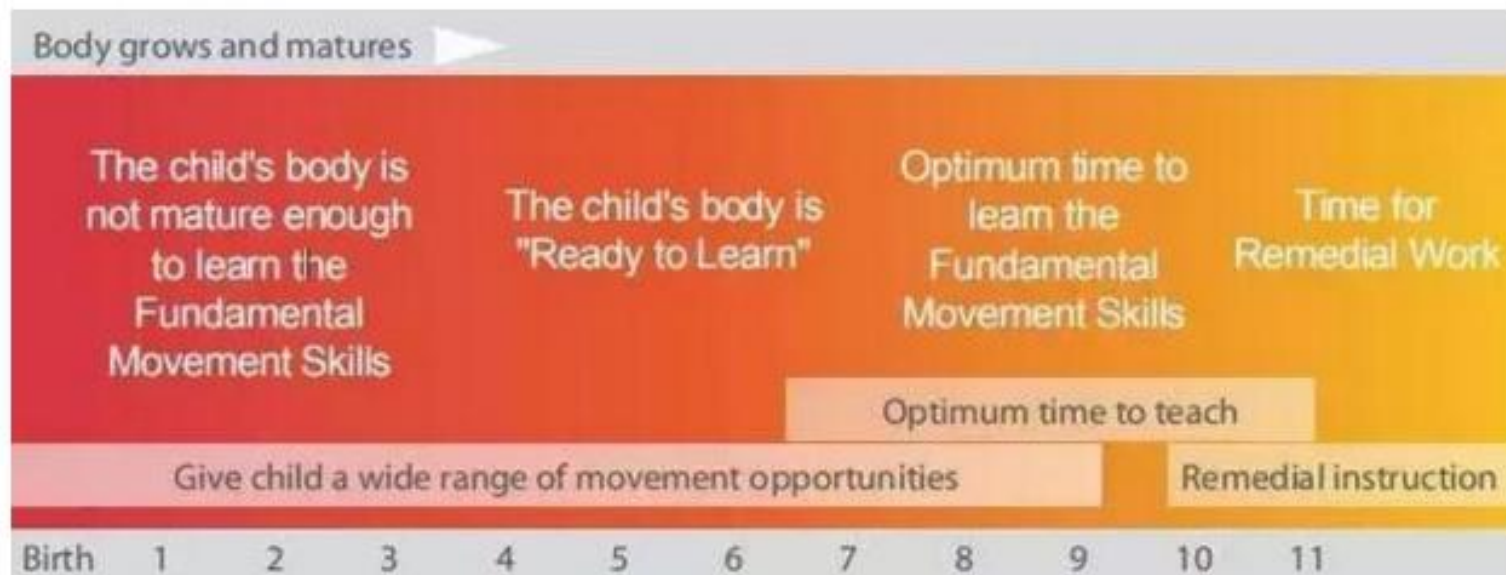 Body grows and matures
The child's body is
not mature enough
to learn the
Fundamental
Movement Skills
The child's body is
"Ready to Learn"
Optimum time to
learn the
Fundamental
Movement Skills
Time for
Remedial Work
Optimum time to teach
Give child a wide range of movement opportunities
Remedial instruction
Birth 1 2 3 4 5 6 7 8 9 10 11